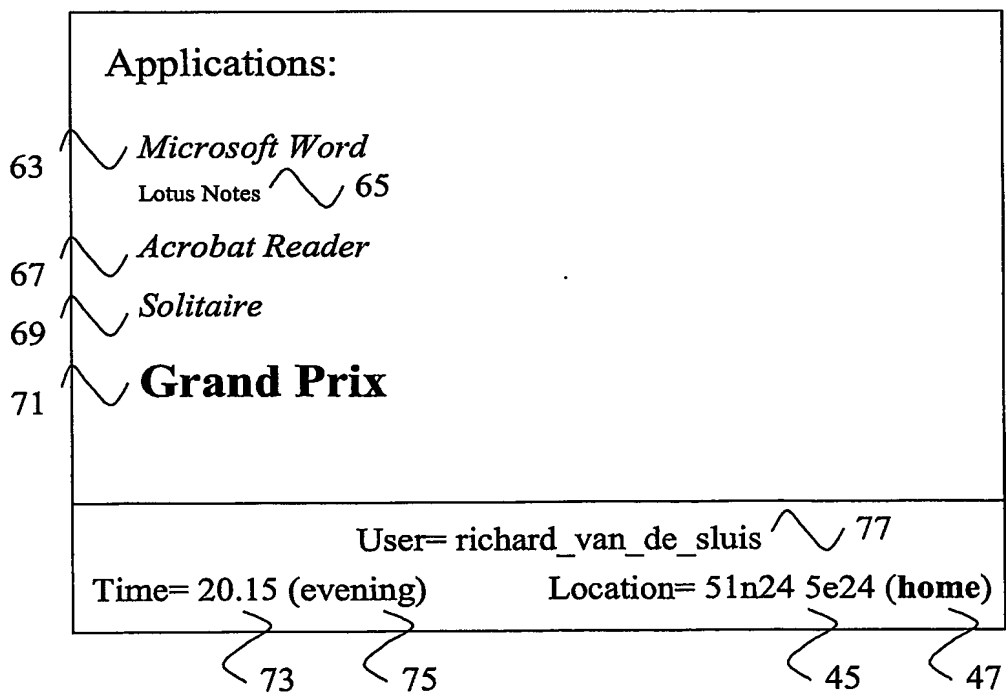 Applications:
63 Microsoft Word
Lotus Notes 65
67 Acrobat Reader
69 Solitaire
71 Grand Prix
User= richard_van_de_sluis 77
Time= 20.15 (evening) Location= 51n24 5e24 (home)
73 75 45 47